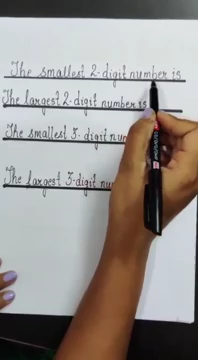 The smallest 2-digit number is
The largest 2-digit number is
The smallest 3-digit
The largest 3-digit